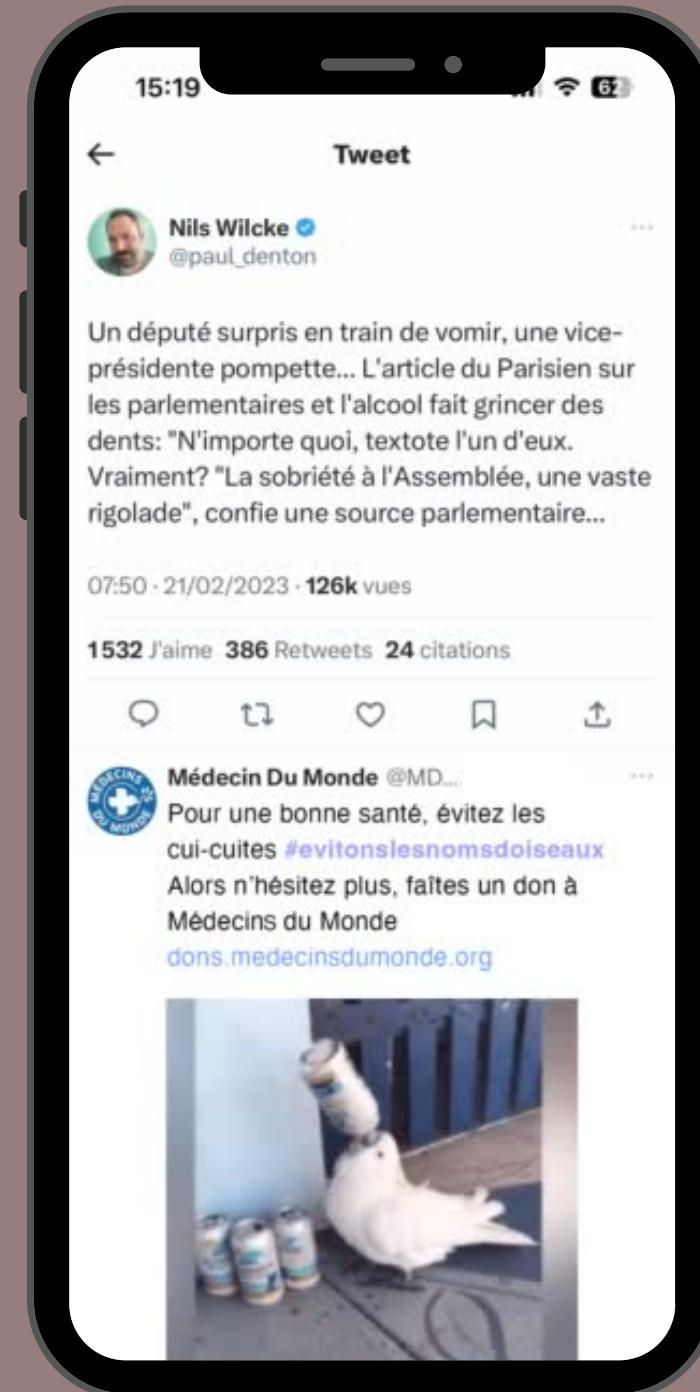 15:19
62
Tweet
Nils Wilcke
@paul_denton
Un député surpris en train de vomir, une vice-
présidente pompette... L'article du Parisien sur
les parlementaires et l'alcool fait grincer des
dents: "N'importe quoi, textote l'un d'eux.
Vraiment? "La sobriété à l'Assemblée, une vaste
rigolade", confie une source parlementaire...
07:50 · 21/02/2023 · 126k vues
1532 J'aime 386 Retweets 24 citations
MÉDECINS DU MONDE
Médecin Du Monde @MD...
Pour une bonne santé, évitez les
cui-cuites #evitonslesnomsdoiseaux
Alors n'hésitez plus, faîtes un don à
Médecins du Monde
dons.medecinsdumonde.org